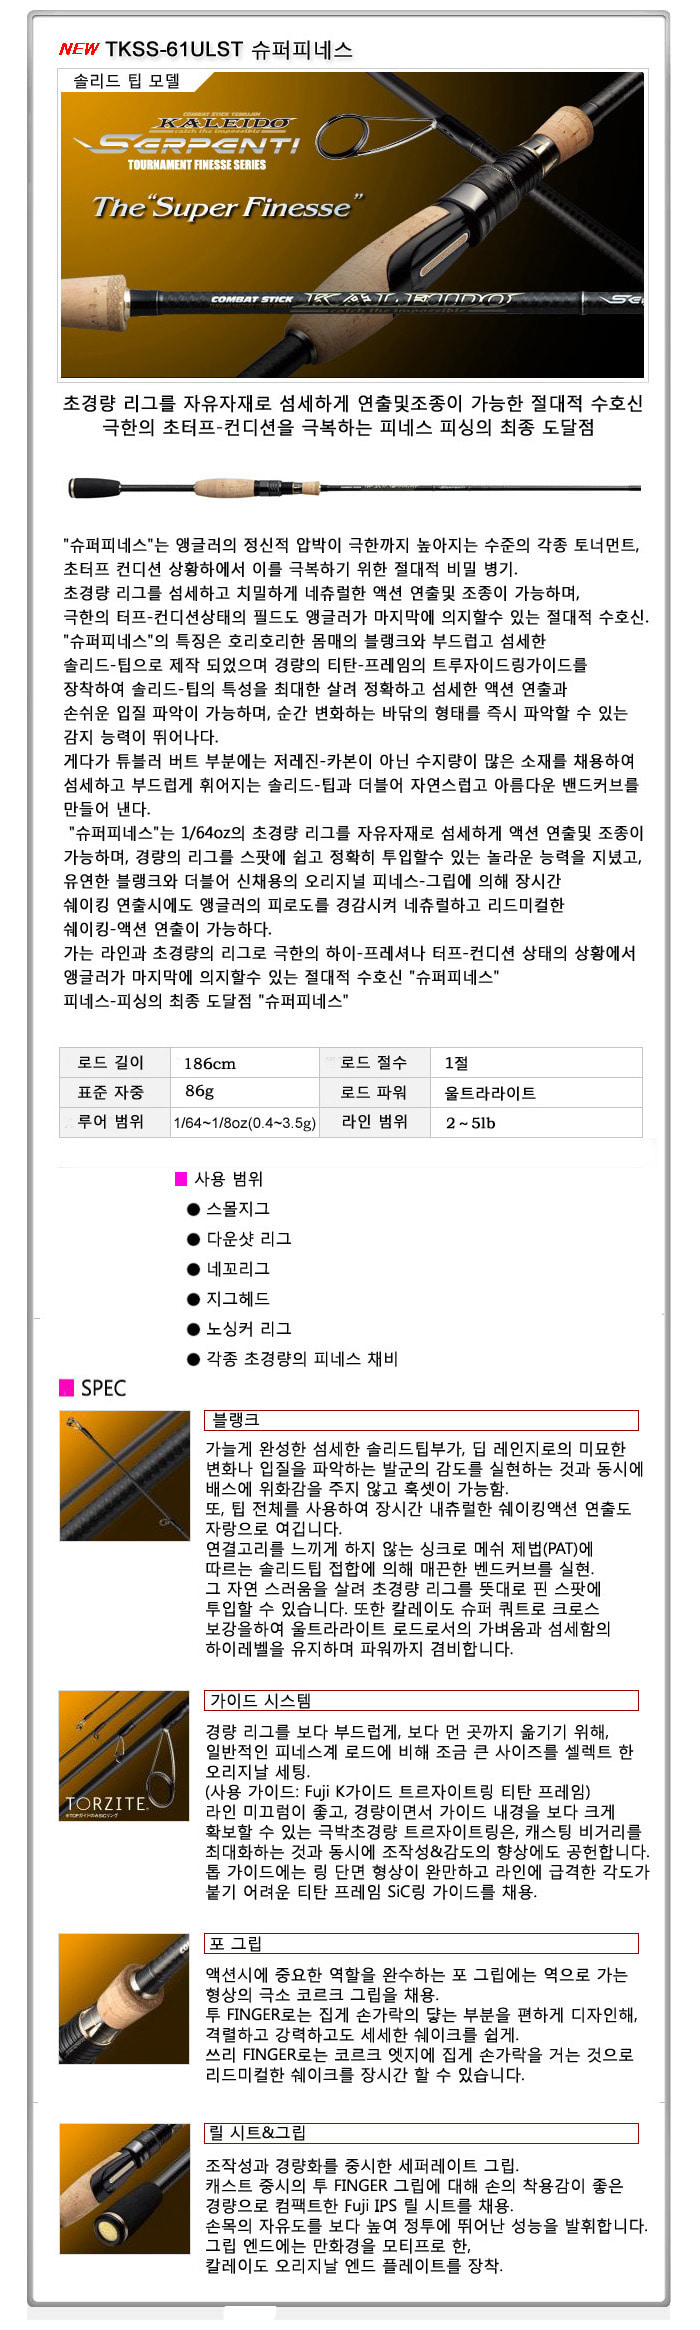 NEW TKSS-61ULST 슈퍼피네스
솔리드 팁 모델
COMBAT STICK TEMUJIN
KALEIDO
catch the impossible
SERPENTI
TOURNAMENT FINESSE SERIES
The "Super Finesse"
COMBAT STICK KALEIDO SERPENTI
catch the impossible
초경량 리그를 자유자재로 섬세하게 연출및조종이 가능한 절대적 수호신
극한의 초터프-컨디션을 극복하는 피네스 피싱의 최종 도달점
"슈퍼피네스"는 앵글러의 정신적 압박이 극한까지 높아지는 수준의 각종 토너먼트,
초터프 컨디션 상황하에서 이를 극복하기 위한 절대적 비밀 병기.
초경량 리그를 섬세하고 치밀하게 네츄럴한 액션 연출및 조종이 가능하며,
극한의 터프-컨디션상태의 필드도 앵글러가 마지막에 의지할수 있는 절대적 수호신.
"슈퍼피네스"의 특징은 호리호리한 몸매의 블랭크와 부드럽고 섬세한
솔리드-팁으로 제작 되었으며 경량의 티탄-프레임의 트루자이드링가이드를
장착하여 솔리드-팁의 특성을 최대한 살려 정확하고 섬세한 액션 연출과
손쉬운 입질 파악이 가능하며, 순간 변화하는 바닦의 형태를 즉시 파악할 수 있는
감지 능력이 뛰어나다.
게다가 튜블러 버트 부분에는 저레진-카본이 아닌 수지량이 많은 소재를 채용하여
섬세하고 부드럽게 휘어지는 솔리드-팁과 더블어 자연스럽고 아름다운 밴드커브를
만들어 낸다.
"슈퍼피네스"는 1/64oz의 초경량 리그를 자유자재로 섬세하게 액션 연출및 조종이
가능하며, 경량의 리그를 스팟에 쉽고 정확히 투입할수 있는 놀라운 능력을 지녔고,
유연한 블랭크와 더블어 신채용의 오리지널 피네스-그립에 의해 장시간
쉐이킹 연출시에도 앵글러의 피로도를 경감시켜 네츄럴하고 리드미컬한
쉐이킹-액션 연출이 가능하다.
가는 라인과 초경량의 리그로 극한의 하이-프레셔나 터프-컨디션 상태의 상황에서
앵글러가 마지막에 의지할수 있는 절대적 수호신 "슈퍼피네스"
피네스-피싱의 최종 도달점 "슈퍼피네스"
로드 길이 186cm 로드 절수 1절
표준 자중 86g 로드 파워 울트라라이트
루어 범위 1/64~1/8oz(0.4~3.5g) 라인 범위 2~5lb
■ 사용 범위
● 스몰지그
● 다운샷 리그
● 네꼬리그
● 지그헤드
● 노싱커 리그
● 각종 초경량의 피네스 채비
■ SPEC
블랭크
가늘게 완성한 섬세한 솔리드팁부가, 딥 레인지로의 미묘한
변화나 입질을 파악하는 발군의 감도를 실현하는 것과 동시에
배스에 위화감을 주지 않고 훅셋이 가능함.
또, 팁 전체를 사용하여 장시간 내츄럴한 쉐이킹액션 연출도
자랑으로 여깁니다.
연결고리를 느끼게 하지 않는 싱크로 메쉬 제법(PAT)에
따르는 솔리드팁 접합에 의해 매끈한 벤드커브를 실현.
그 자연 스러움을 살려 초경량 리그를 뜻대로 핀 스팟에
투입할 수 있습니다. 또한 칼레이도 슈퍼 쿼트로 크로스
보강을하여 울트라라이트 로드로서의 가벼움과 섬세함의
하이레벨을 유지하며 파워까지 겸비합니다.
가이드 시스템
경량 리그를 보다 부드럽게, 보다 먼 곳까지 옮기기 위해,
일반적인 피네스계 로드에 비해 조금 큰 사이즈를 셀렉트 한
오리지날 세팅.
(사용 가이드: Fuji K가이드 트르자이트링 티탄 프레임)
라인 미끄럼이 좋고, 경량이면서 가이드 내경을 보다 크게
확보할 수 있는 극박초경량 트르자이트링은, 캐스팅 비거리를
최대화하는 것과 동시에 조작성&감도의 향상에도 공헌합니다.
톱 가이드에는 링 단면 형상이 완만하고 라인에 급격한 각도가
붙기 어려운 티탄 프레임 SiC링 가이드를 채용.
TORZITE
※TOPガイドのみSiCリング
포 그립
액션시에 중요한 역할을 완수하는 포 그립에는 역으로 가는
형상의 극소 코르크 그립을 채용.
투 FINGER로는 집게 손가락의 닿는 부분을 편하게 디자인해,
격렬하고 강력하고도 세세한 쉐이크를 쉽게.
쓰리 FINGER로는 코르크 엣지에 집게 손가락을 거는 것으로
리드미컬한 쉐이크를 장시간 할 수 있습니다.
릴 시트&그립
조작성과 경량화를 중시한 세퍼레이트 그립.
캐스트 중시의 투 FINGER 그립에 대해 손의 착용감이 좋은
경량으로 컴팩트한 Fuji IPS 릴 시트를 채용.
손목의 자유도를 보다 높여 정투에 뛰어난 성능을 발휘합니다.
그립 엔드에는 만화경을 모티프로 한,
칼레이도 오리지날 엔드 플레이트를 장착.